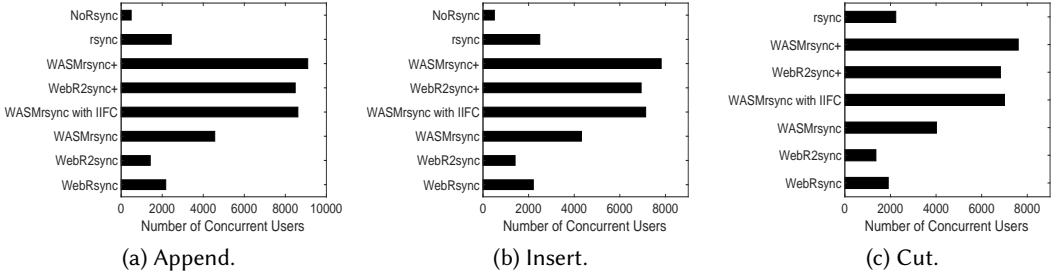 NoRsync
rsync
WASMrsync+
WebR2sync+
WASMrsync with IIFC
WASMrsync
WebR2sync
WebRsync
0 2000 4000 6000 8000 10000
Number of Concurrent Users
(a) Append.
NoRsync
rsync
WASMrsync+
WebR2sync+
WASMrsync with IIFC
WASMrsync
WebR2sync
WebRsync
0 2000 4000 6000 8000
Number of Concurrent Users
(b) Insert.
rsync
WASMrsync+
WebR2sync+
WASMrsync with IIFC
WASMrsync
WebR2sync
WebRsync
0 2000 4000 6000 8000
Number of Concurrent Users
(c) Cut.